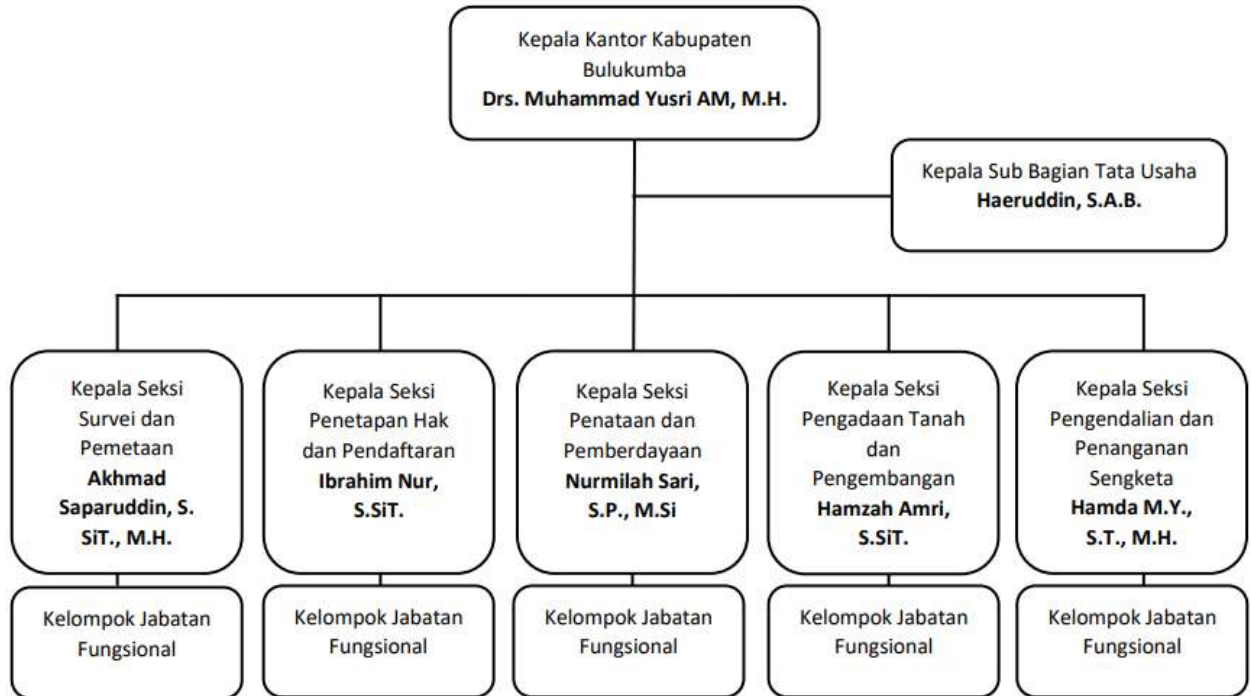 Kepala Kantor Kabupaten
Bulukumba
Drs. Muhammad Yusri AM, M.H.
Kepala Sub Bagian Tata Usaha
Haeruddin, S.A.B.
Kepala Seksi
Survei dan
Pemetaan
Akhmad
Saparuddin, S.
SiT., M.H.
Kepala Seksi
Penetapan Hak
dan Pendaftaran
Ibrahim Nur,
S.SiT.
Kepala Seksi
Penataan dan
Pemberdayaan
Nurmilah Sari,
S.P., M.Si
Kepala Seksi
Pengadaan Tanah
dan
Pengembangan
Hamzah Amri,
S.SiT.
Kepala Seksi
Pengendalian dan
Penanganan
Sengketa
Hamda M.Y.,
S.T., M.H.
Kelompok Jabatan
Fungsional
Kelompok Jabatan
Fungsional
Kelompok Jabatan
Fungsional
Kelompok Jabatan
Fungsional
Kelompok Jabatan
Fungsional